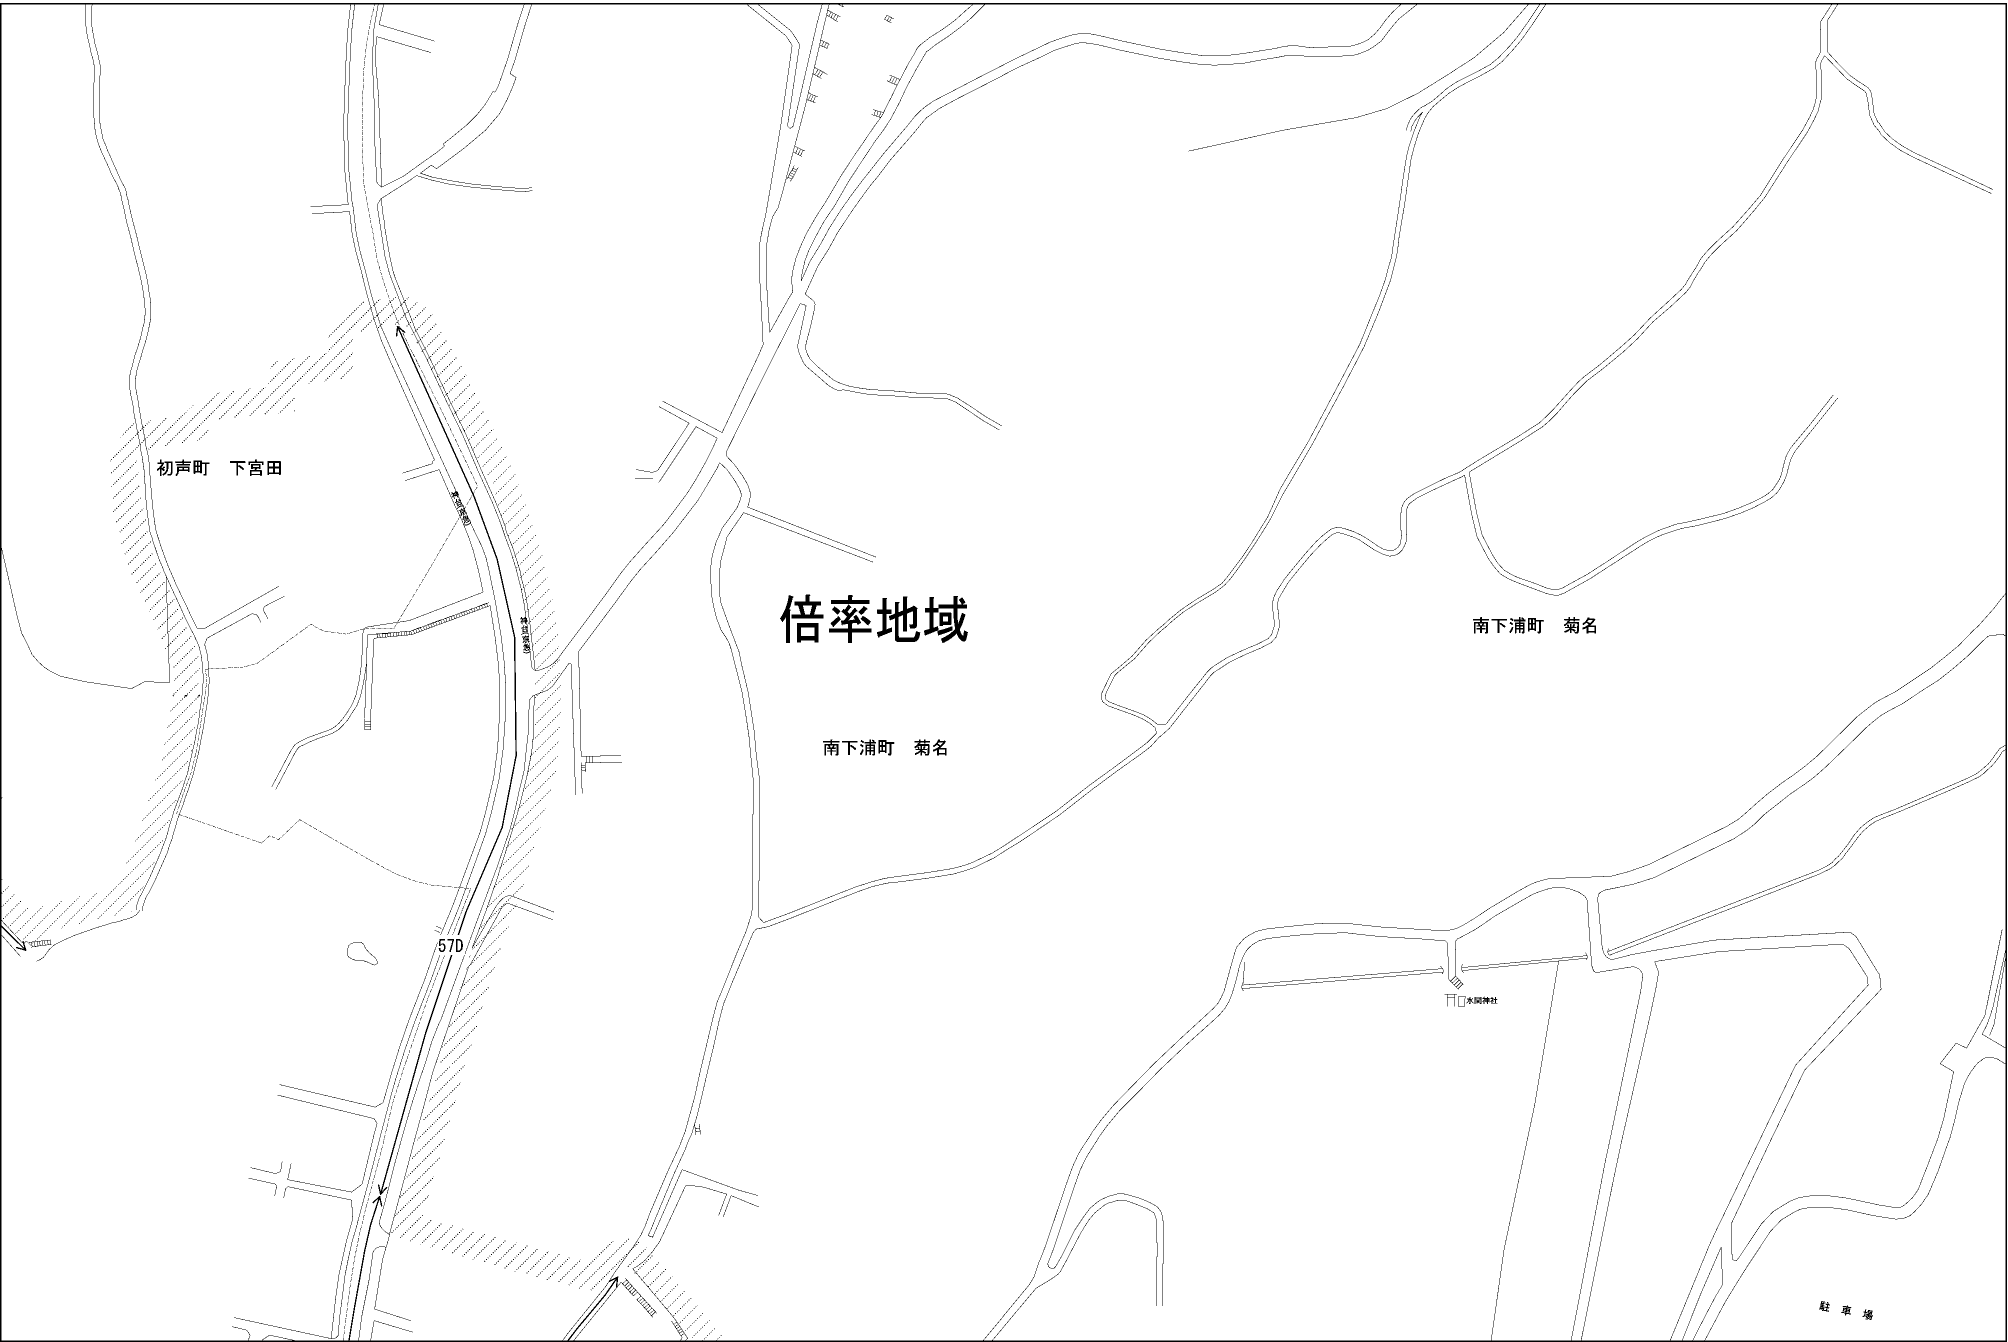 初声町　下宮田
倍率地域
南下浦町　菊名
南下浦町　菊名
57D
水間神社
駐車場